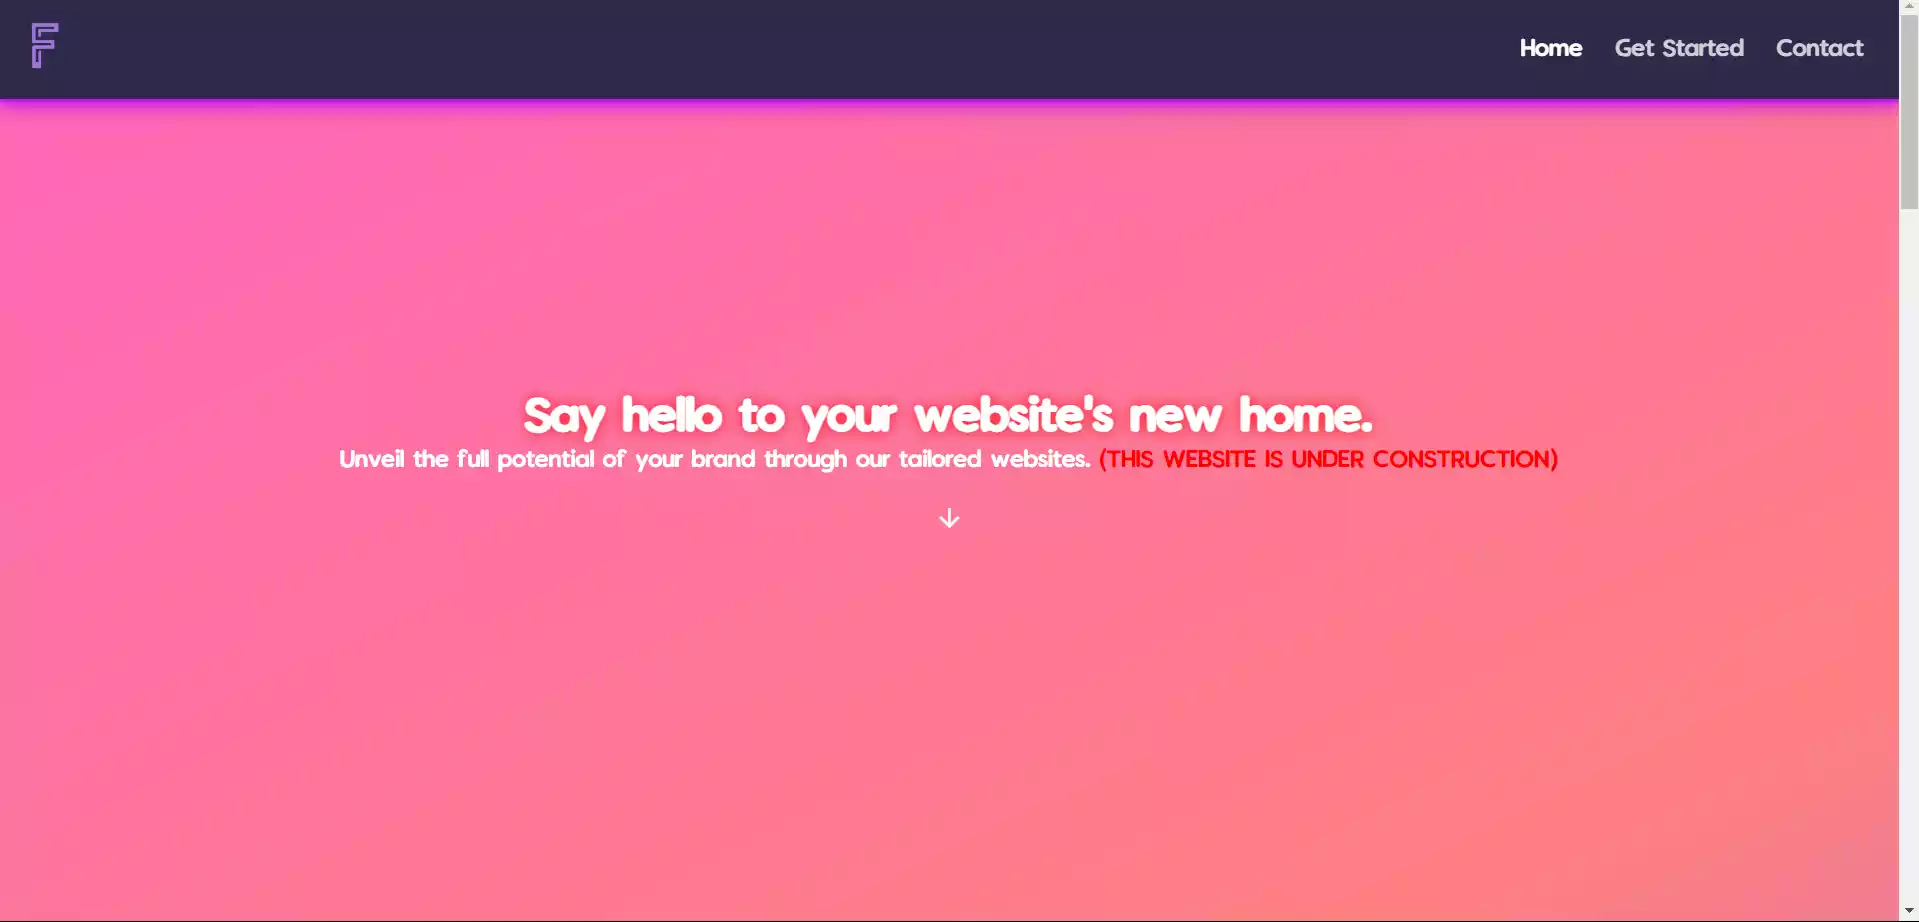 F
Home Get Started Contact
Say hello to your website's new home.
Unveil the full potential of your brand through our tailored websites. (THIS WEBSITE IS UNDER CONSTRUCTION)